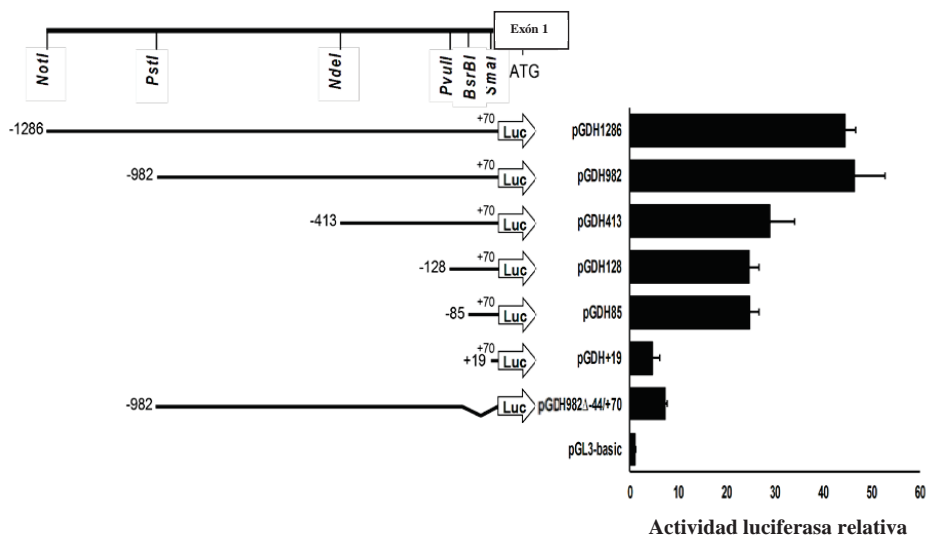 Exón 1
NotI
PstI
NdeI
PvuII
BsrBI
SmaI
ATG
-1286
+70
Luc
pGDH1286
-982
+70
Luc
pGDH982
-413
+70
Luc
pGDH413
-128
+70
Luc
pGDH128
-85
+70
Luc
pGDH85
+19
+70
Luc
pGDH+19
-982
Luc
pGDH982Δ-44/+70
pGL3-basic
0 10 20 30 40 50 60
Actividad luciferasa relativa